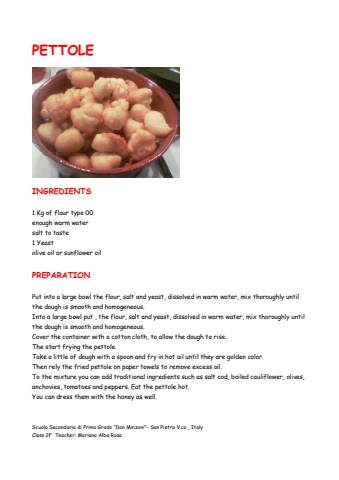 PETTOLE
INGREDIENTS
1 Kg of flour type 00
enough warm water
salt to taste
1 Yeast
olive oil or sunflower oil
PREPARATION
Put into a large bowl the flour, salt and yeast, dissolved in warm water, mix thoroughly until
the dough is smooth and homogeneous.
Into a large bowl put , the flour, salt and yeast, dissolved in warm water, mix thoroughly until
the dough is smooth and homogeneous.
Cover the container with a cotton cloth, to allow the dough to rise.
The start frying the pettole.
Take a little of dough with a spoon and fry in hot oil until they are golden color.
Then rely the fried pettole on paper towels to remove excess oil.
To the mixture you can add traditional ingredients such as salt cod, boiled cauliflower, olives,
anchovies, tomatoes and peppers. Eat the pettole hot.
You can dress them with the honey as well.
Scuola Secondaria di Primo Grado "Don Minzoni"- San Pietro V.co , Italy
Class 2F Teacher: Mariano Alba Rosa